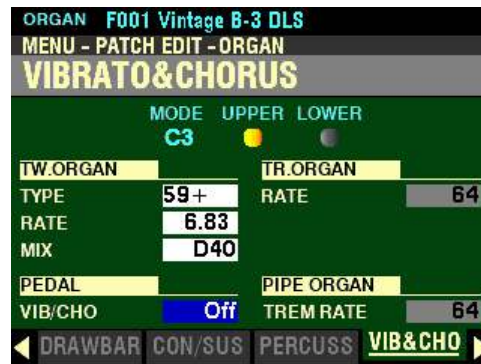 ORGAN F001 Vintage B-3 DLS
MENU - PATCH EDIT - ORGAN
VIBRATO&CHORUS
MODE UPPER LOWER
C3
TW.ORGAN TR.ORGAN
TYPE 59+ RATE 64
RATE 6.83
MIX D40
PEDAL PIPE ORGAN
VIB/CHO Off TREM RATE 64
DRAWBAR CON/SUS PERCUSS VIB&CHO